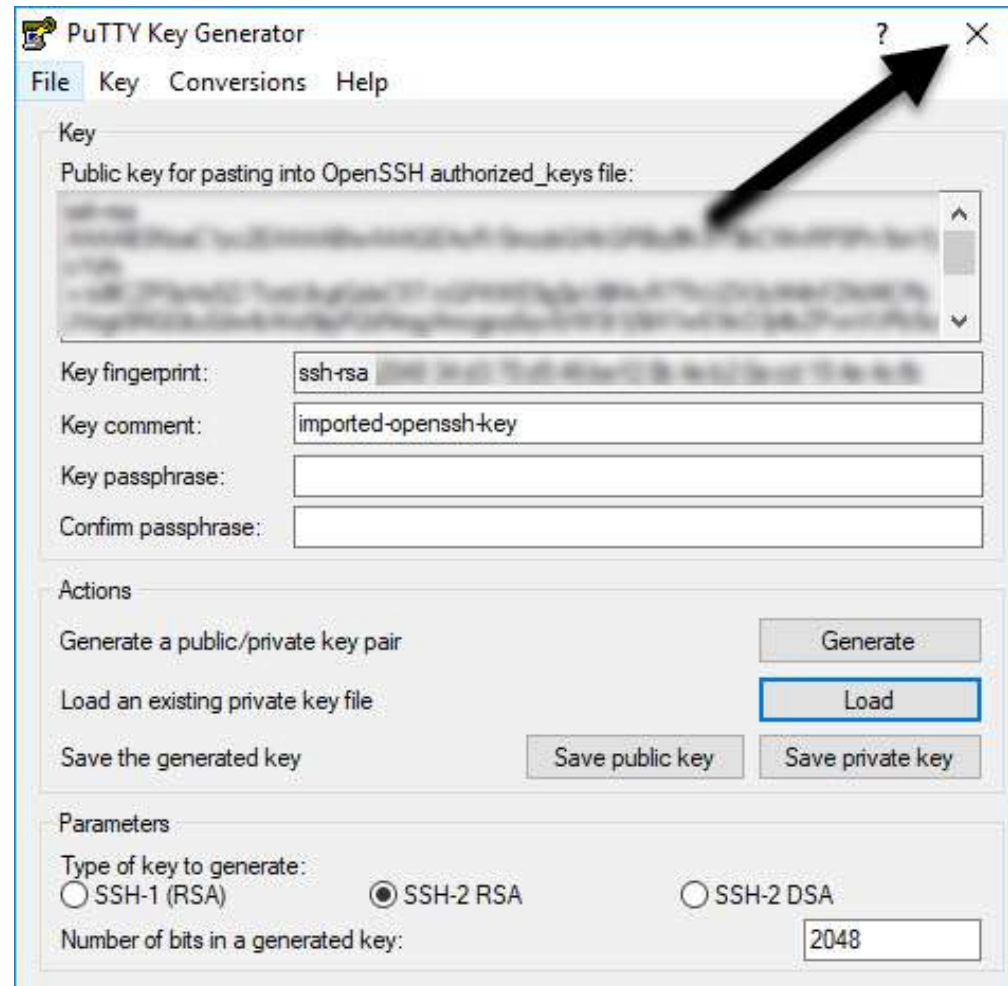 PuTTY Key Generator
?
File Key Conversions Help
Key
Public key for pasting into OpenSSH authorized_keys file:
Key fingerprint: ssh-rsa
Key comment: imported-openssh-key
Key passphrase:
Confirm passphrase:
Actions
Generate a public/private key pair Generate
Load an existing private key file Load
Save the generated key Save public key Save private key
Parameters
Type of key to generate:
SSH-1 (RSA) SSH-2 RSA SSH-2 DSA
Number of bits in a generated key: 2048